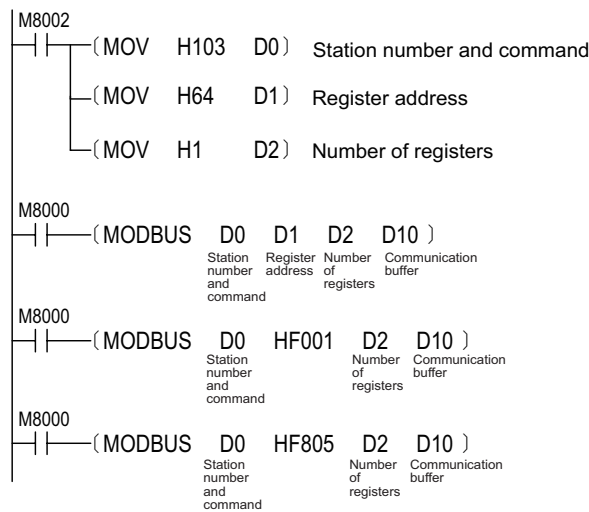 M8002
(MOV H103 D0) Station number and command
(MOV H64 D1) Register address
(MOV H1 D2) Number of registers
M8000
(MODBUS D0 D1 D2 D10)
Station Register Number Communication
number address of buffer
and registers
command
M8000
(MODBUS D0 HF001 D2 D10)
Station Number Communication
number of buffer
and registers
command
M8000
(MODBUS D0 HF805 D2 D10)
Station Number Communication
number of buffer
and registers
command